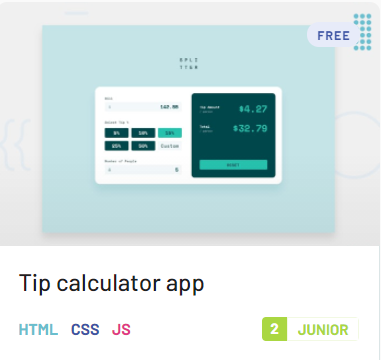 FREE
SPLI
TTER
Bill
142.55
Select Tip %
5% 10% 15%
25% 50% Custom
Number of People
5
Tip Amount
/ person
$4.27
Total
/ person
$32.79
RESET
Tip calculator app
HTML CSS JS
2 JUNIOR